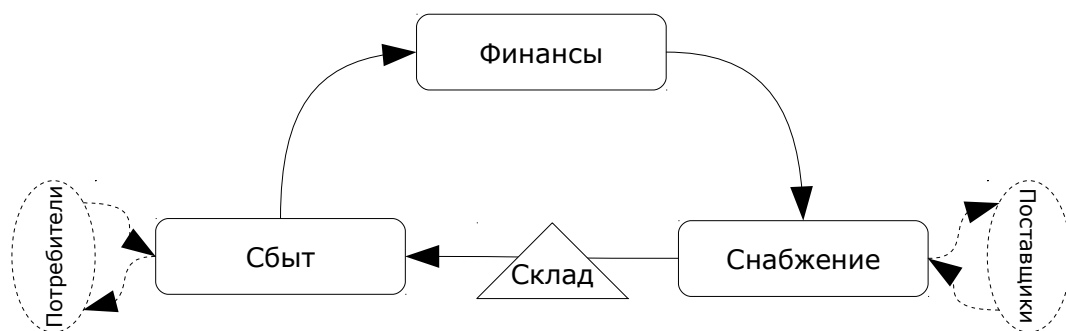 Финансы
Потребители
Сбыт
Склад
Снабжение
Поставщики